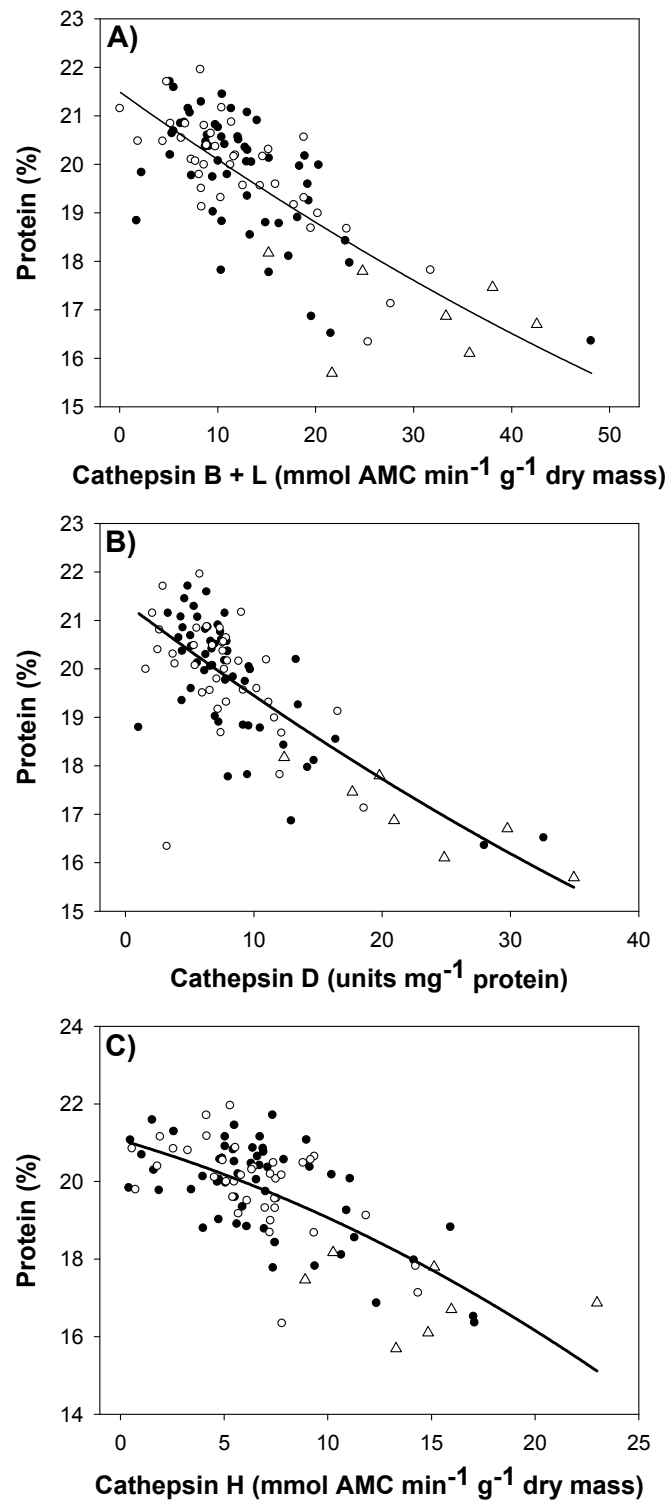 A)
23
22
21
20
19
18
17
16
15
Protein (%)
0 10 20 30 40 50
Cathepsin B + L (mmol AMC min⁻¹ g⁻¹ dry mass)
B)
23
22
21
20
19
18
17
16
15
Protein (%)
0 10 20 30 40
Cathepsin D (units mg⁻¹ protein)
C)
24
22
20
18
16
14
Protein (%)
0 5 10 15 20 25
Cathepsin H (mmol AMC min⁻¹ g⁻¹ dry mass)